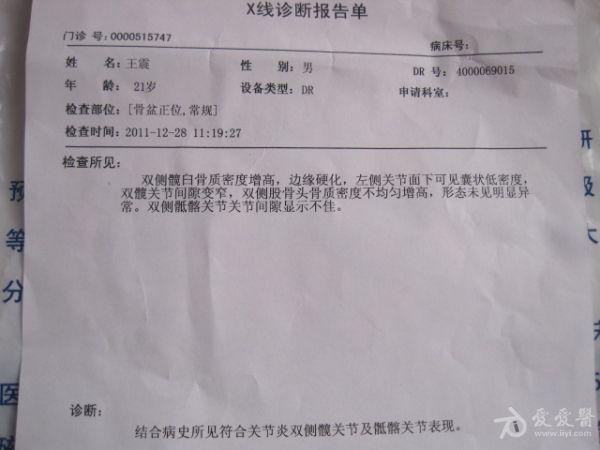 X线诊断报告单
门诊 号:0000515747
病床号:
姓 名:王震 性 别:男 DR 号: 4000069015
年 龄: 21岁 设备类型:DR 申请科室:
检查部位:[骨盆正位,常规]
检查时间:2011-12-28 11:19:27
检查所见:
双侧髋臼骨质密度增高，边缘硬化，左侧关节面下可见囊状低密度，
双髋关节间隙变窄，双侧股骨头骨质密度不均匀增高，形态未见明显异
常。双侧骶髂关节关节间隙显示不佳。
诊断:
结合病史所见符合关节炎双侧髋关节及骶髂关节表现。
预
等
分
医
研
级
大
爱爱醫
www.iiyi.com